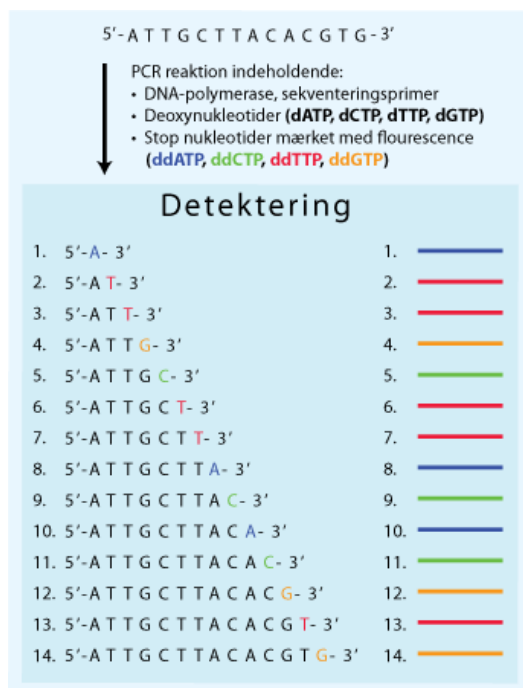 5'-A T T G C T T A C A C G T G-3'
PCR reaktion indeholdende:
• DNA-polymerase, sekventeringsprimer
• Deoxynukleotider (dATP, dCTP, dTTP, dGTP)
• Stop nukleotider mærket med flourescence
(ddATP, ddCTP, ddTTP, ddGTP)
Detektering
1. 5'-A- 3' 1.
2. 5'-A T- 3' 2.
3. 5'-A T T- 3' 3.
4. 5'-A T T G- 3' 4.
5. 5'-A T T G C- 3' 5.
6. 5'-A T T G C T- 3' 6.
7. 5'-A T T G C T T- 3' 7.
8. 5'-A T T G C T T A- 3' 8.
9. 5'-A T T G C T T A C- 3' 9.
10. 5'-A T T G C T T A C A- 3' 10.
11. 5'-A T T G C T T A C A C- 3' 11.
12. 5'-A T T G C T T A C A C G- 3' 12.
13. 5'-A T T G C T T A C A C G T- 3' 13.
14. 5'-A T T G C T T A C A C G T G- 3' 14.